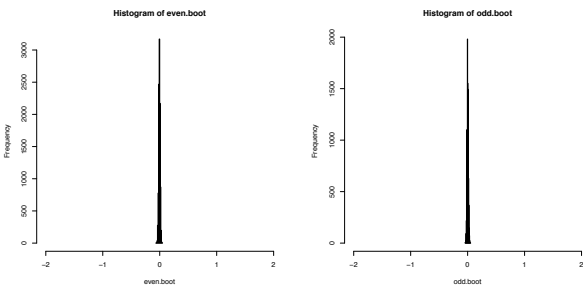 Histogram of even.boot
Frequency
3000
2500
2000
1500
1000
500
0
−2 −1 0 1 2
even.boot
Histogram of odd.boot
Frequency
2000
1500
1000
500
0
−2 −1 0 1 2
odd.boot